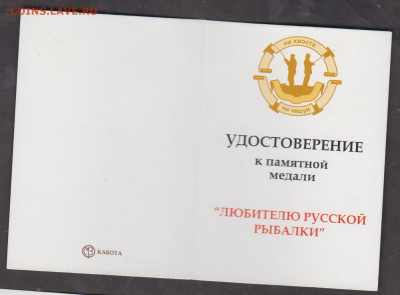 COINS.LAVE.RU
НИ ХВОСТА
НИ ЧЕШУИ
УДОСТОВЕРЕНИЕ
к памятной
медали
"ЛЮБИТЕЛЮ РУССКОЙ
РЫБАЛКИ"
КАБОТА